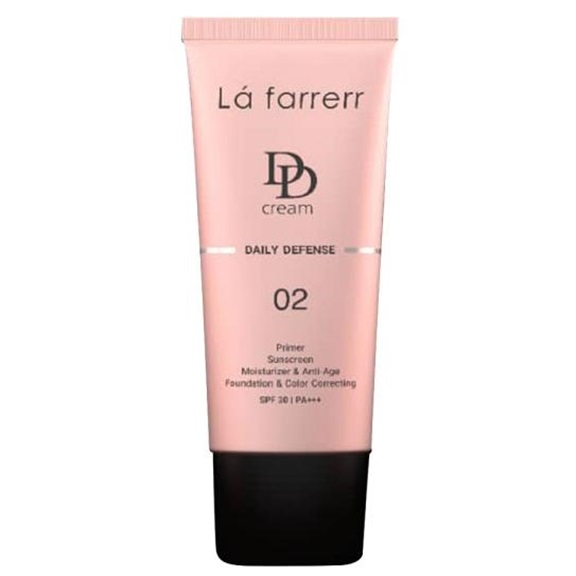 Lá farrerr
DD
cream
DAILY DEFENSE
02
Primer
Sunscreen
Moisturizer & Anti-Age
Foundation & Color Correcting
SPF 30 | PA+++